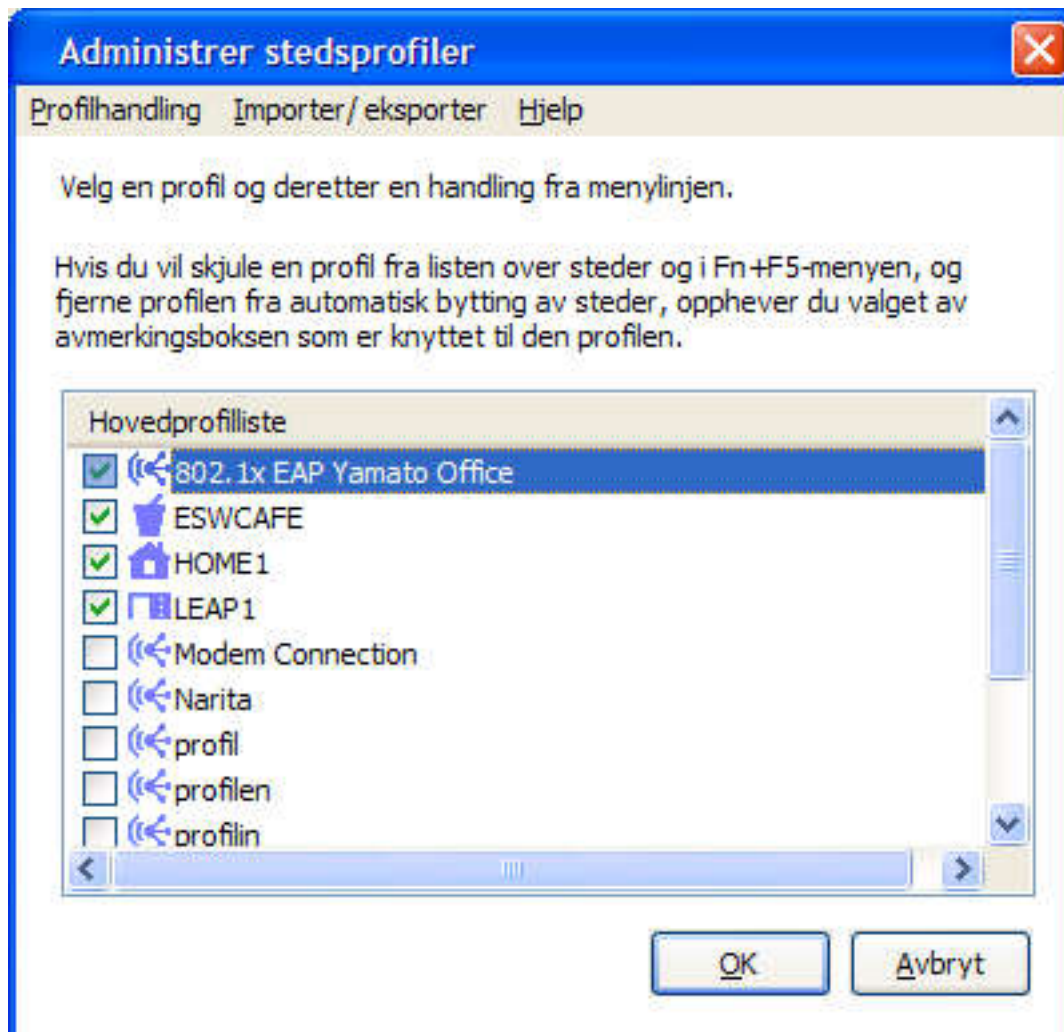 Administrer stedsprofiler
Profilhandling Importer/eksporter Hjelp
Velg en profil og deretter en handling fra menylinjen.
Hvis du vil skjule en profil fra listen over steder og i Fn+F5-menyen, og
fjerne profilen fra automatisk bytting av steder, opphever du valget av
avmerkingsboksen som er knyttet til den profilen.
Hovedprofilliste
802.1x EAP Yamato Office
ESWCAFE
HOME1
LEAP1
Modem Connection
Narita
profil
profilen
profilin
OK Avbryt